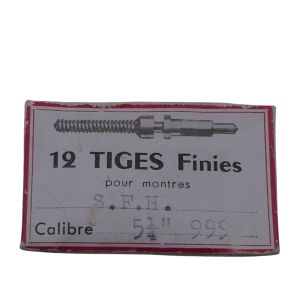 12 TIGES Finies
pour montres
S.F.H.
Calibre 5¼" 999